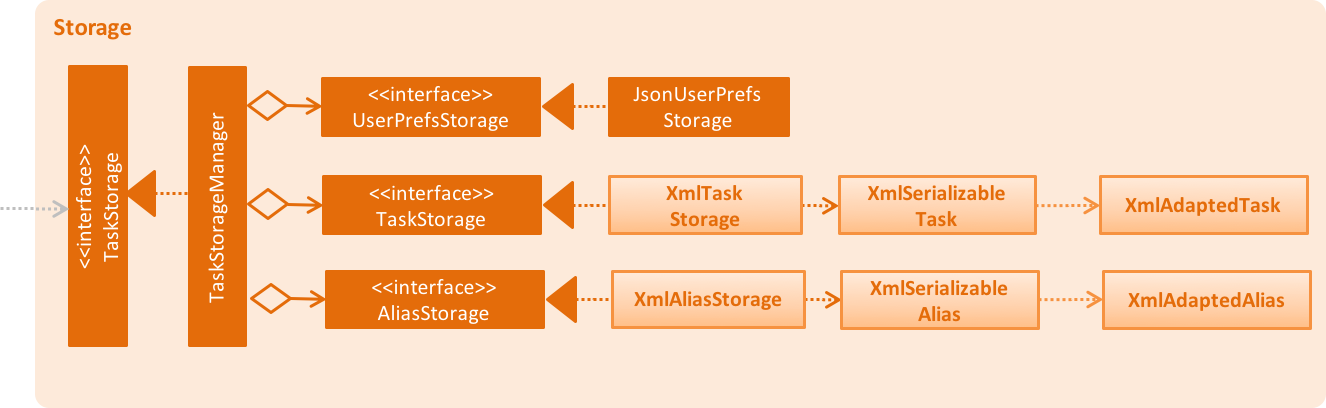 Storage
<<interface>>
TaskStorage
TaskStorageManager
<<interface>>
UserPrefsStorage
JsonUserPrefs
Storage
<<interface>>
TaskStorage
XmlTask
Storage
XmlSerializable
Task
XmlAdaptedTask
<<interface>>
AliasStorage
XmlAliasStorage
XmlSerializable
Alias
XmlAdaptedAlias